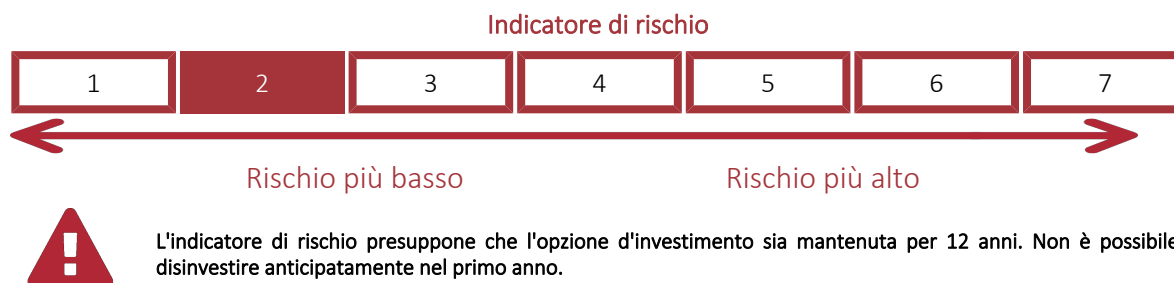 Indicatore di rischio
1 2 3 4 5 6 7
Rischio più basso Rischio più alto
L'indicatore di rischio presuppone che l'opzione d'investimento sia mantenuta per 12 anni. Non è possibile
disinvestire anticipatamente nel primo anno.